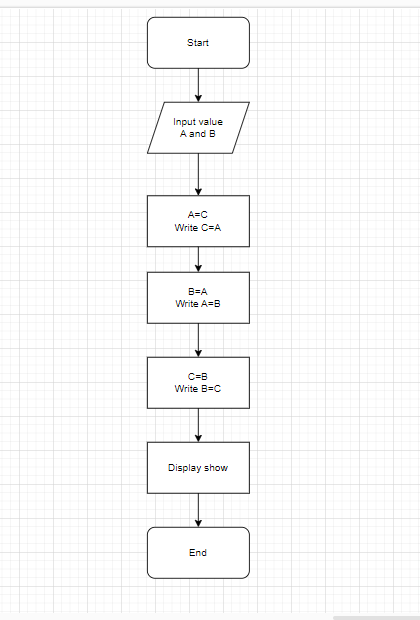 Start
Input value
A and B
A=C
Write C=A
B=A
Write A=B
C=B
Write B=C
Display show
End